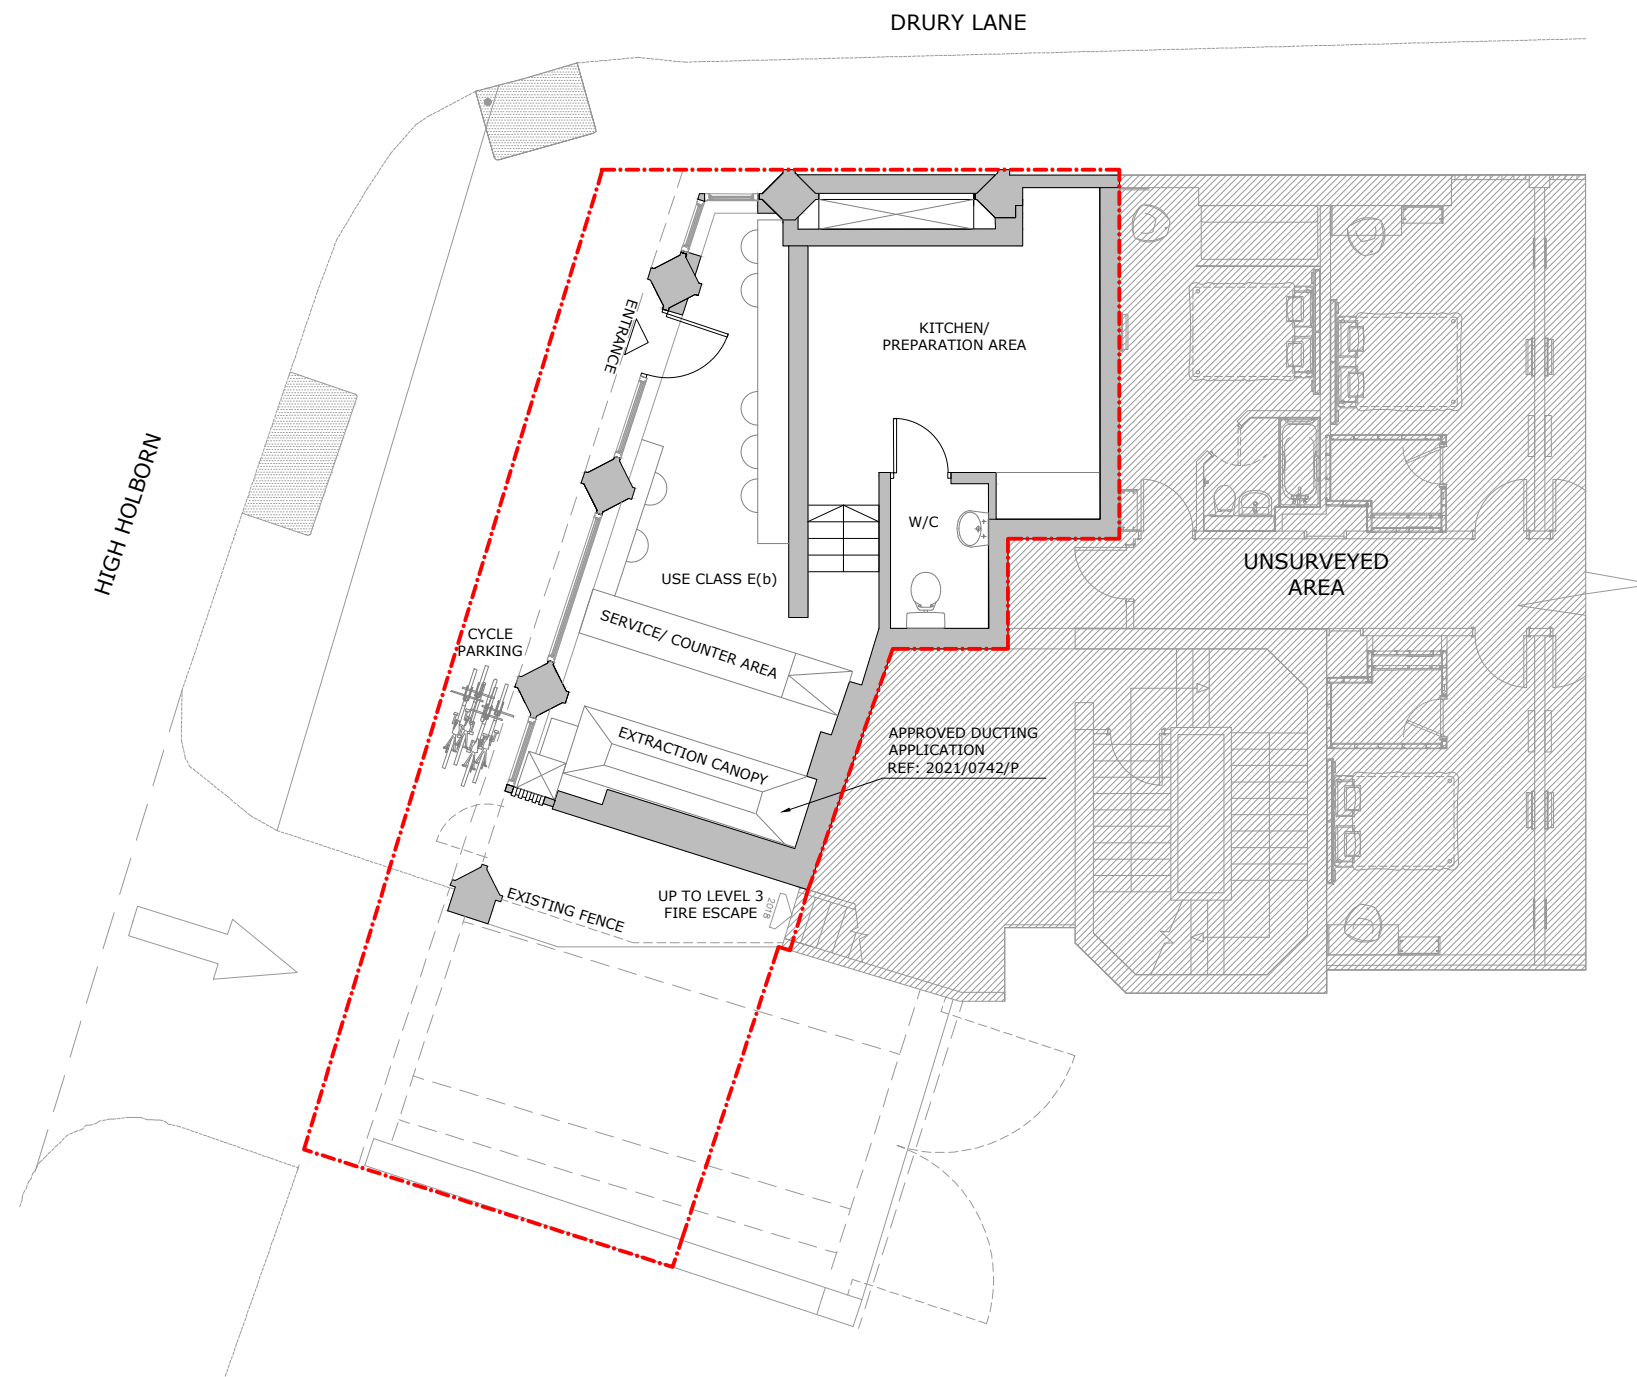 DRURY LANE
HIGH HOLBORN
ENTRANCE
KITCHEN/
PREPARATION AREA
W/C
USE CLASS E(b)
UNSURVEYED
AREA
SERVICE/ COUNTER AREA
CYCLE
PARKING
EXTRACTION CANOPY
APPROVED DUCTING
APPLICATION
REF: 2021/0742/P
EXISTING FENCE
UP TO LEVEL 3
FIRE ESCAPE
2018